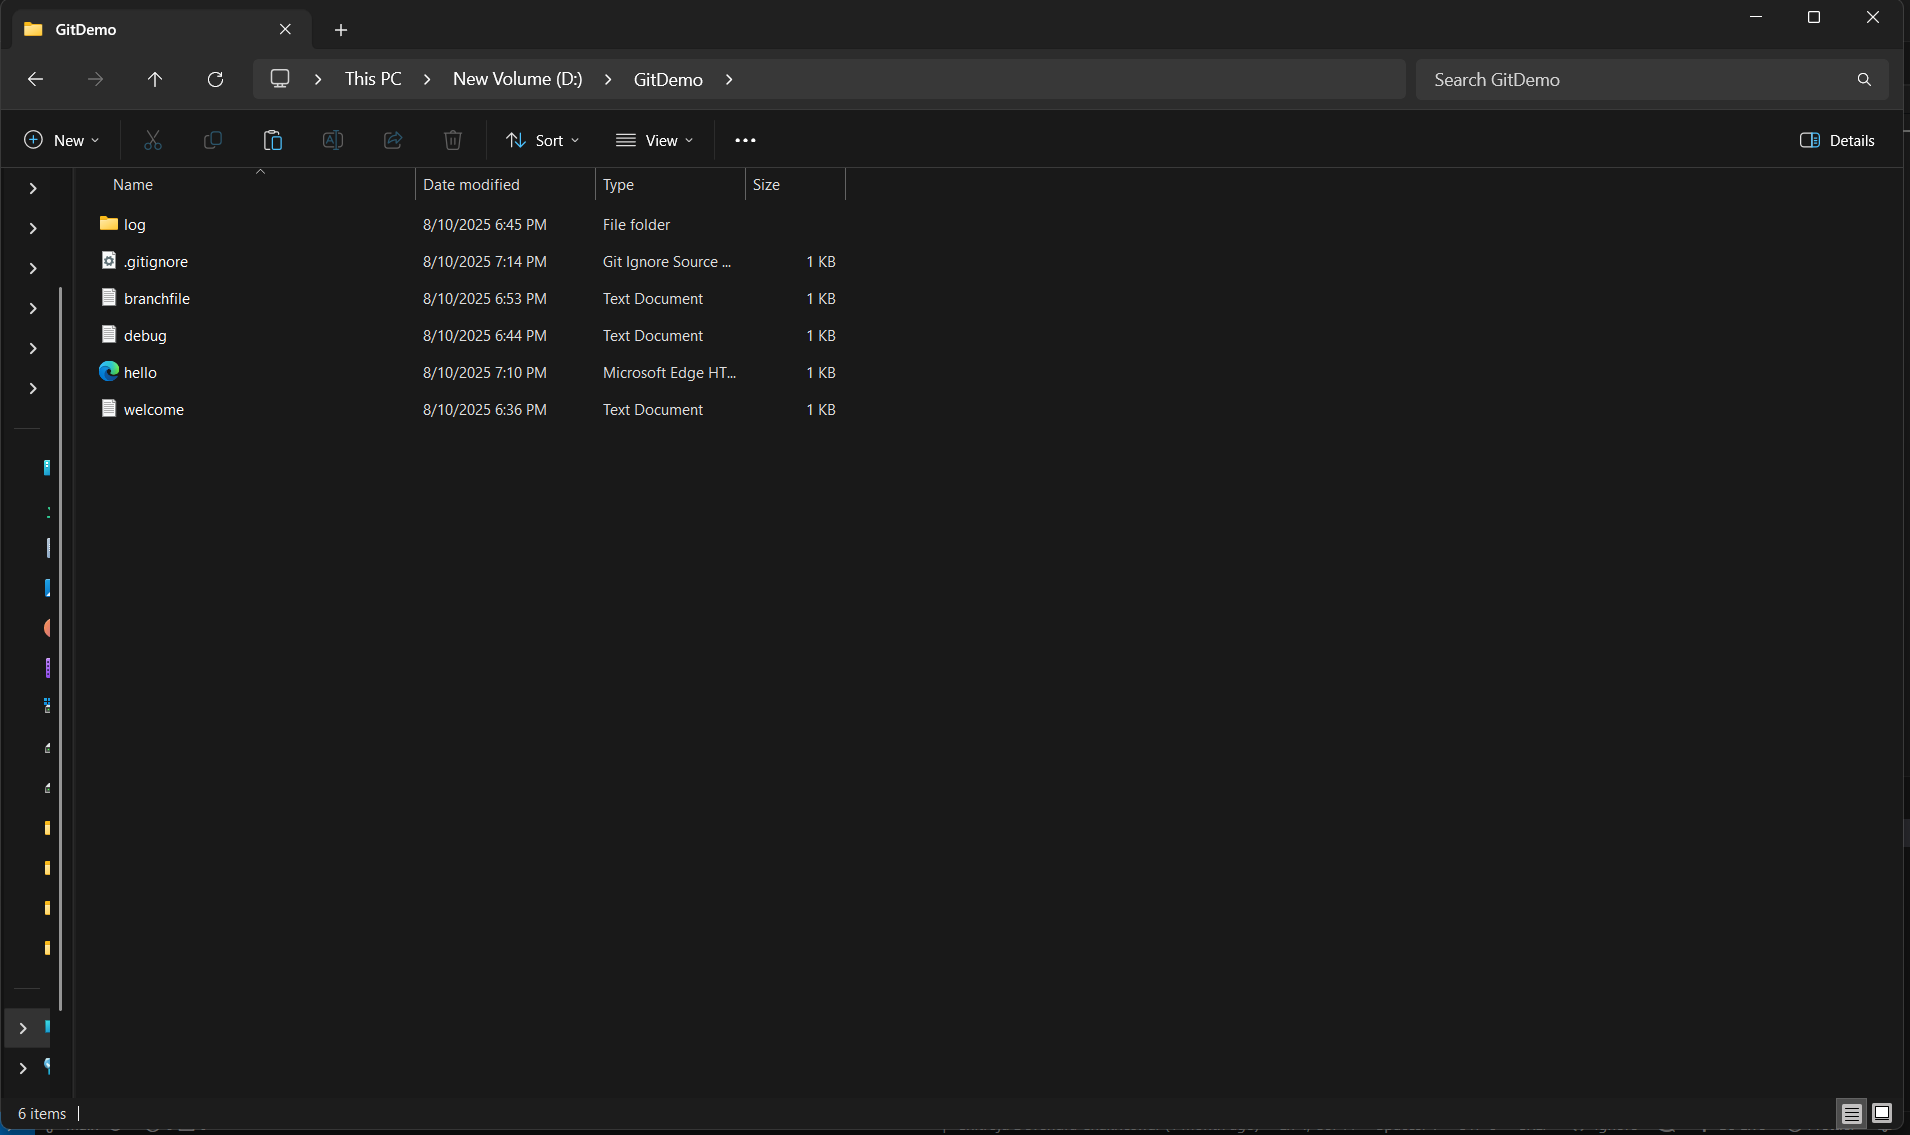 GitDemo
This PC New Volume (D:) GitDemo Search GitDemo
New Sort View Details
Name Date modified Type Size
log 8/10/2025 6:45 PM File folder
.gitignore 8/10/2025 7:14 PM Git Ignore Source ... 1 KB
branchfile 8/10/2025 6:53 PM Text Document 1 KB
debug 8/10/2025 6:44 PM Text Document 1 KB
hello 8/10/2025 7:10 PM Microsoft Edge HT... 1 KB
welcome 8/10/2025 6:36 PM Text Document 1 KB
6 items